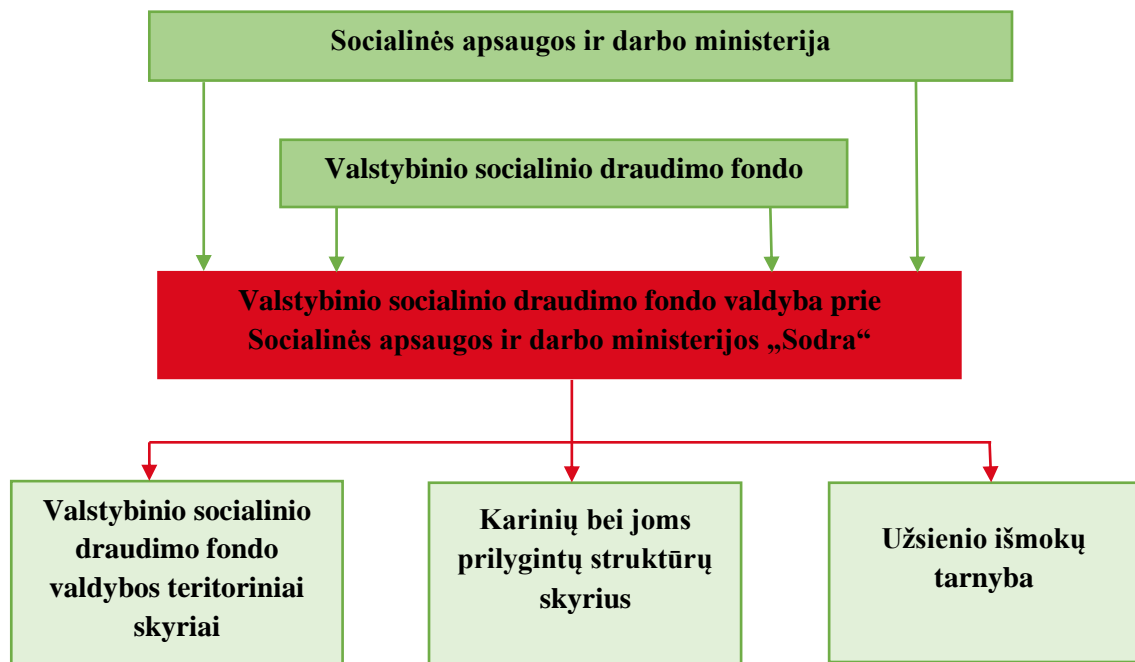 Socialinės apsaugos ir darbo ministerija
Valstybinio socialinio draudimo fondo
Valstybinio socialinio draudimo fondo valdyba prie
Socialinės apsaugos ir darbo ministerijos „Sodra“
Valstybinio socialinio
draudimo fondo
valdybos teritoriniai
skyriai
Karinių bei joms
prilygintų struktūrų
skyrius
Užsienio išmokų
tarnyba